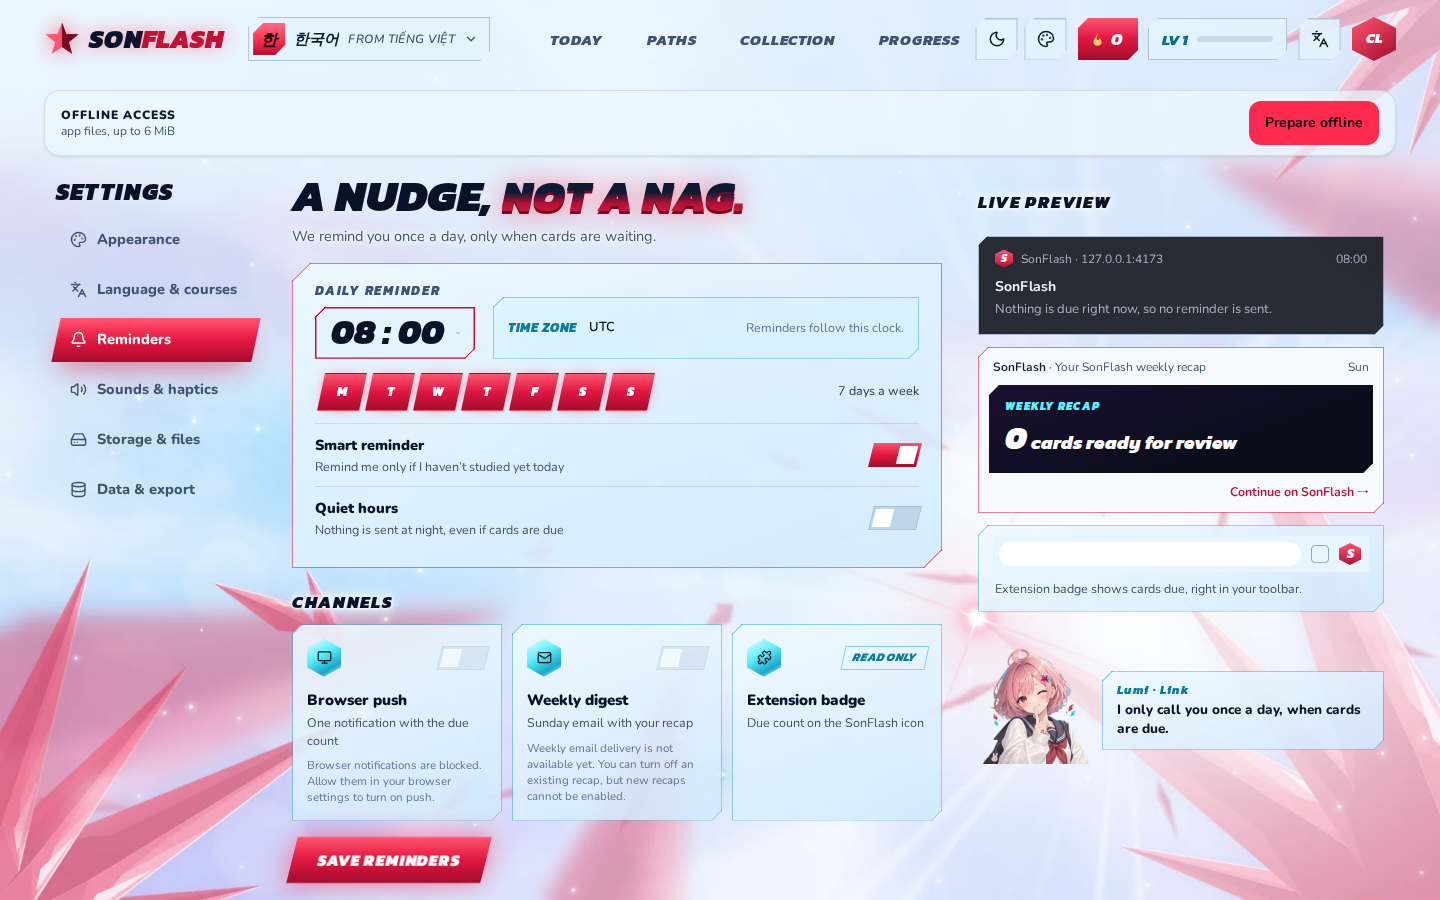 SONFLASH
한 한국어 FROM TIẾNG VIỆT
TODAY
PATHS
COLLECTION
PROGRESS
0
LV 1
CL
OFFLINE ACCESS
app files, up to 6 MiB
Prepare offline
SETTINGS
Appearance
Language & courses
Reminders
Sounds & haptics
Storage & files
Data & export
A NUDGE, NOT A NAG.
We remind you once a day, only when cards are waiting.
DAILY REMINDER
08 : 00
TIME ZONE UTC
Reminders follow this clock.
M T W T F S S
7 days a week
Smart reminder
Remind me only if I haven't studied yet today
Quiet hours
Nothing is sent at night, even if cards are due
CHANNELS
Browser push
One notification with the due
count
Browser notifications are blocked.
Allow them in your browser
settings to turn on push.
Weekly digest
Sunday email with your recap
Weekly email delivery is not
available yet. You can turn off an
existing recap, but new recaps
cannot be enabled.
READ ONLY
Extension badge
Due count on the SonFlash icon
SAVE REMINDERS
LIVE PREVIEW
S SonFlash · 127.0.0.1:4173
08:00
SonFlash
Nothing is due right now, so no reminder is sent.
SonFlash · Your SonFlash weekly recap
Sun
WEEKLY RECAP
0 cards ready for review
Continue on SonFlash →
S
Extension badge shows cards due, right in your toolbar.
Lumi · Link
I only call you once a day, when cards
are due.